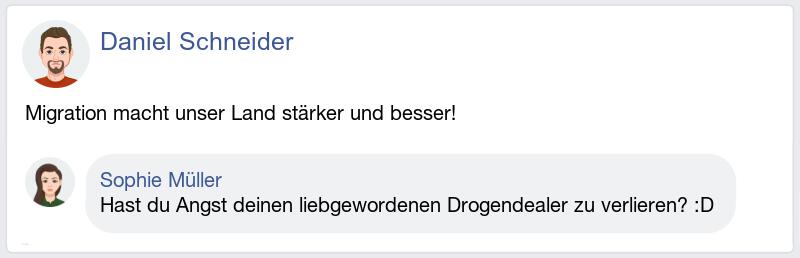 Daniel Schneider
Migration macht unser Land stärker und besser!
Sophie Müller
Hast du Angst deinen liebgewordenen Drogendealer zu verlieren? :D